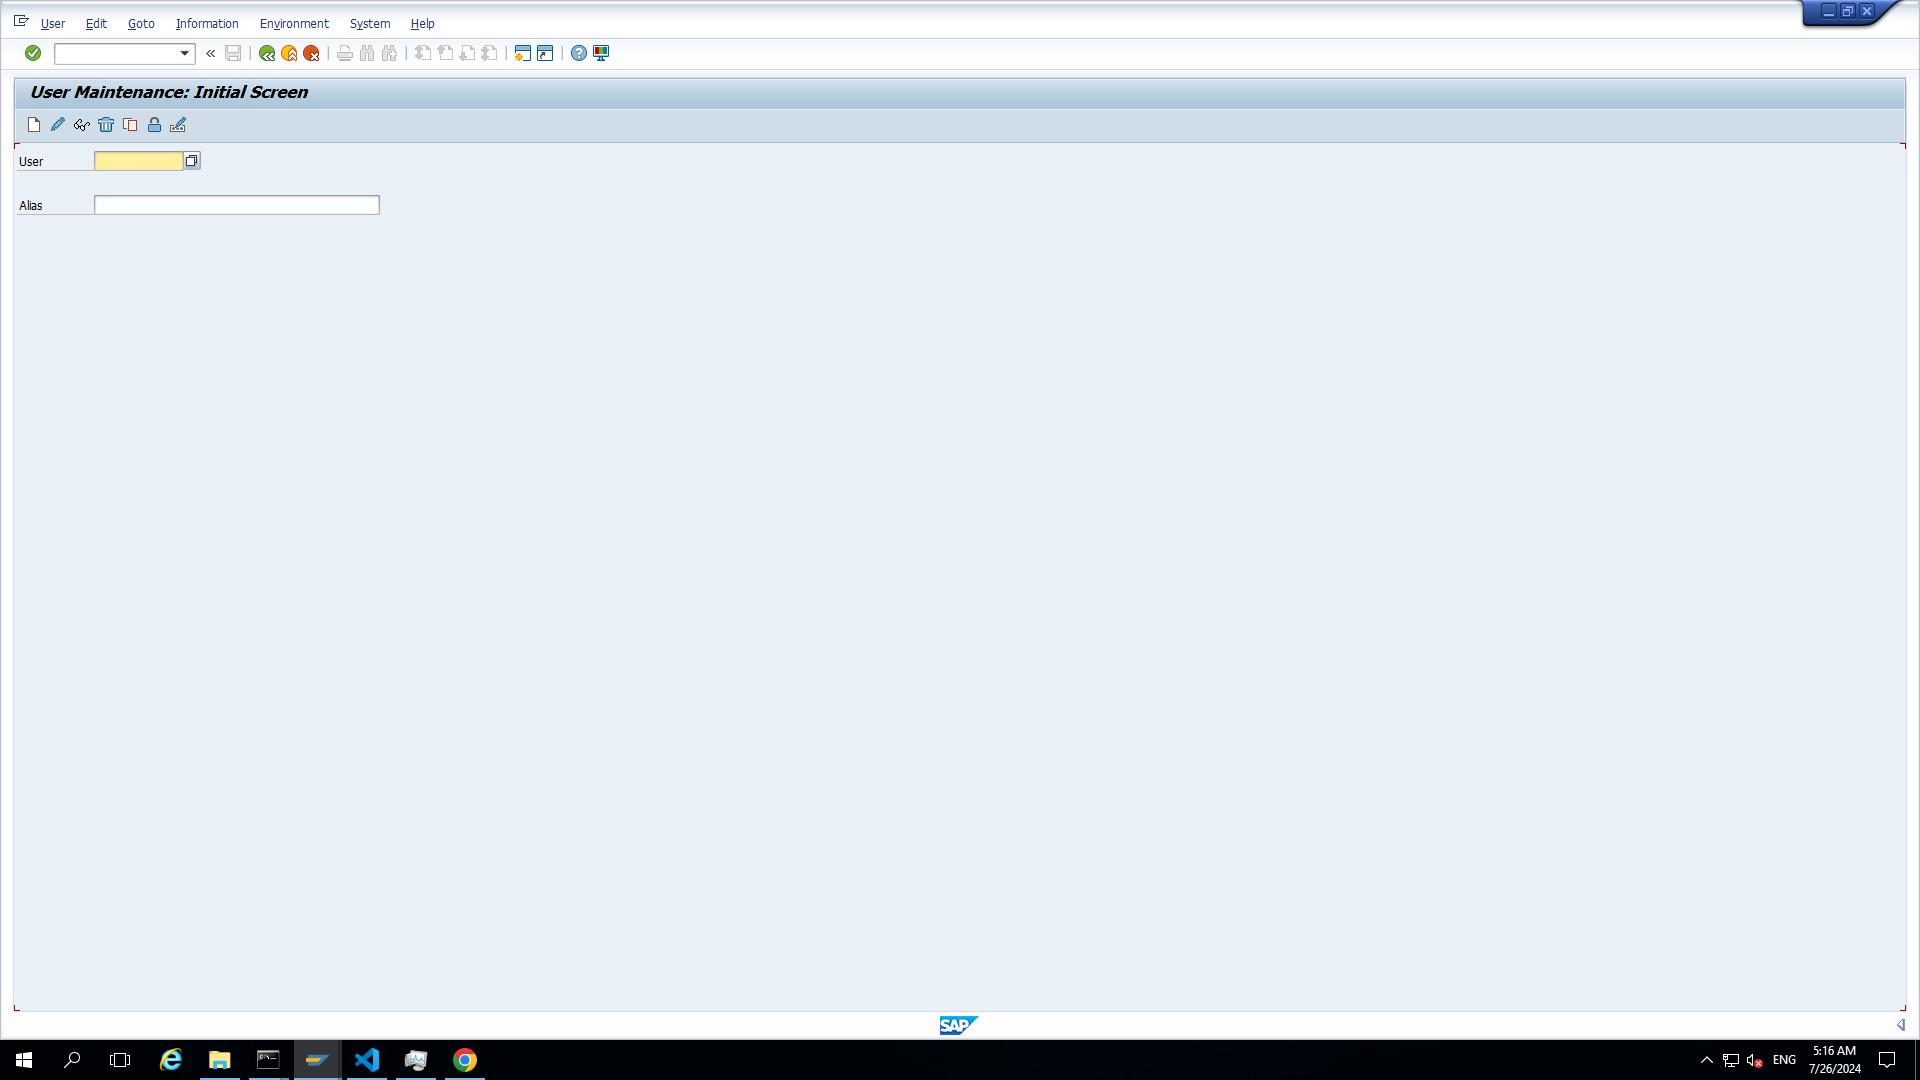 User Edit Goto Information Environment System Help
User Maintenance: Initial Screen
User
Alias
SAP
ENG
5:16 AM
7/26/2024